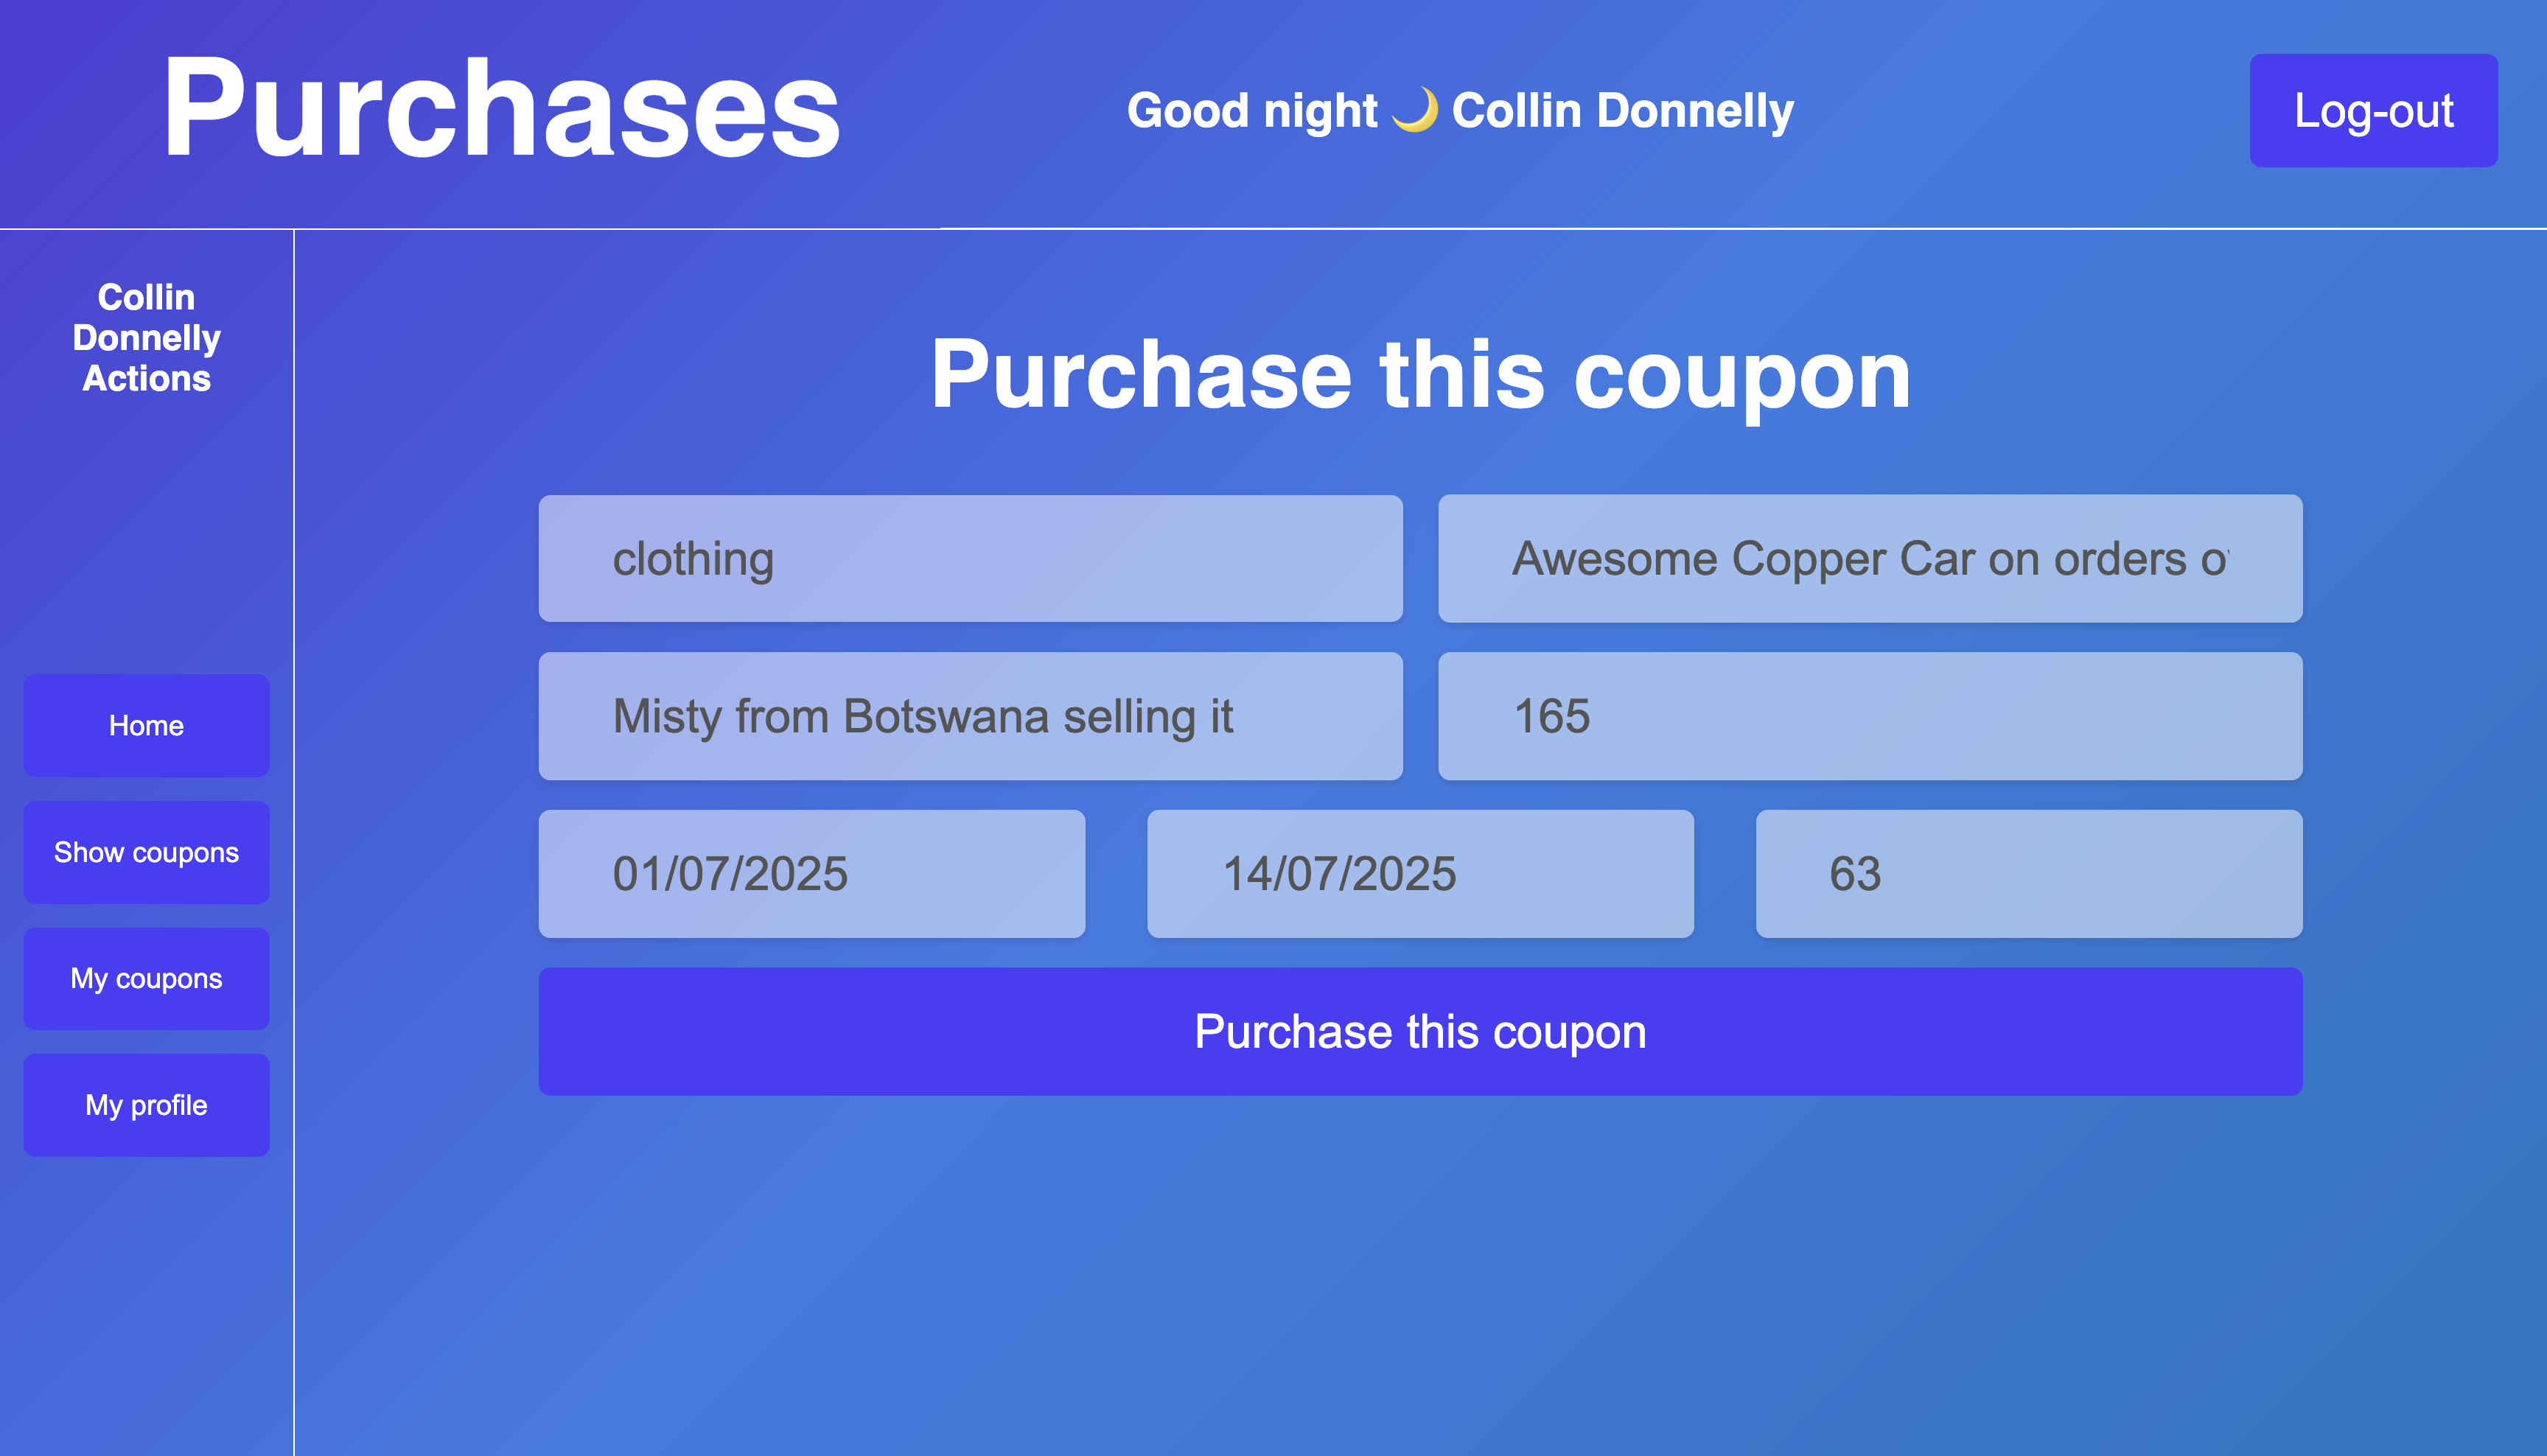 Purchases
Good night 🌙 Collin Donnelly
Log-out
Collin
Donnelly
Actions
Home
Show coupons
My coupons
My profile
Purchase this coupon
clothing
Awesome Copper Car on orders
Misty from Botswana selling it
165
01/07/2025
14/07/2025
63
Purchase this coupon